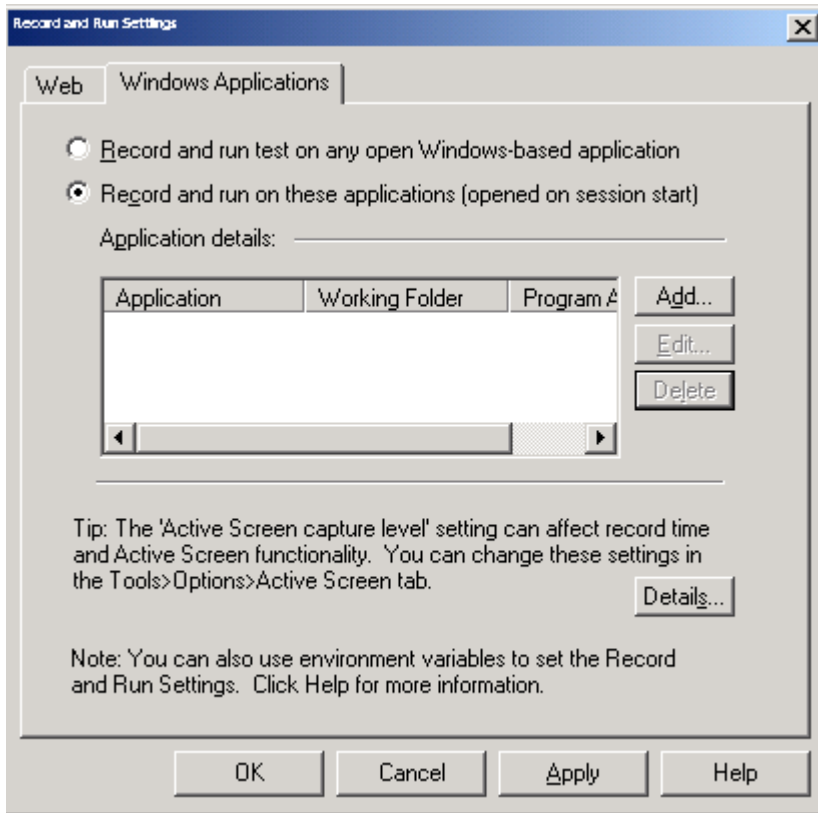 Record and Run Settings
Web
Windows Applications
Record and run test on any open Windows-based application
Record and run on these applications (opened on session start)
Application details:
Application Working Folder Program A
Add...
Edit...
Delete
Tip: The 'Active Screen capture level' setting can affect record time
and Active Screen functionality. You can change these settings in
the Tools>Options>Active Screen tab.
Details...
Note: You can also use environment variables to set the Record
and Run Settings. Click Help for more information.
OK Cancel Apply Help